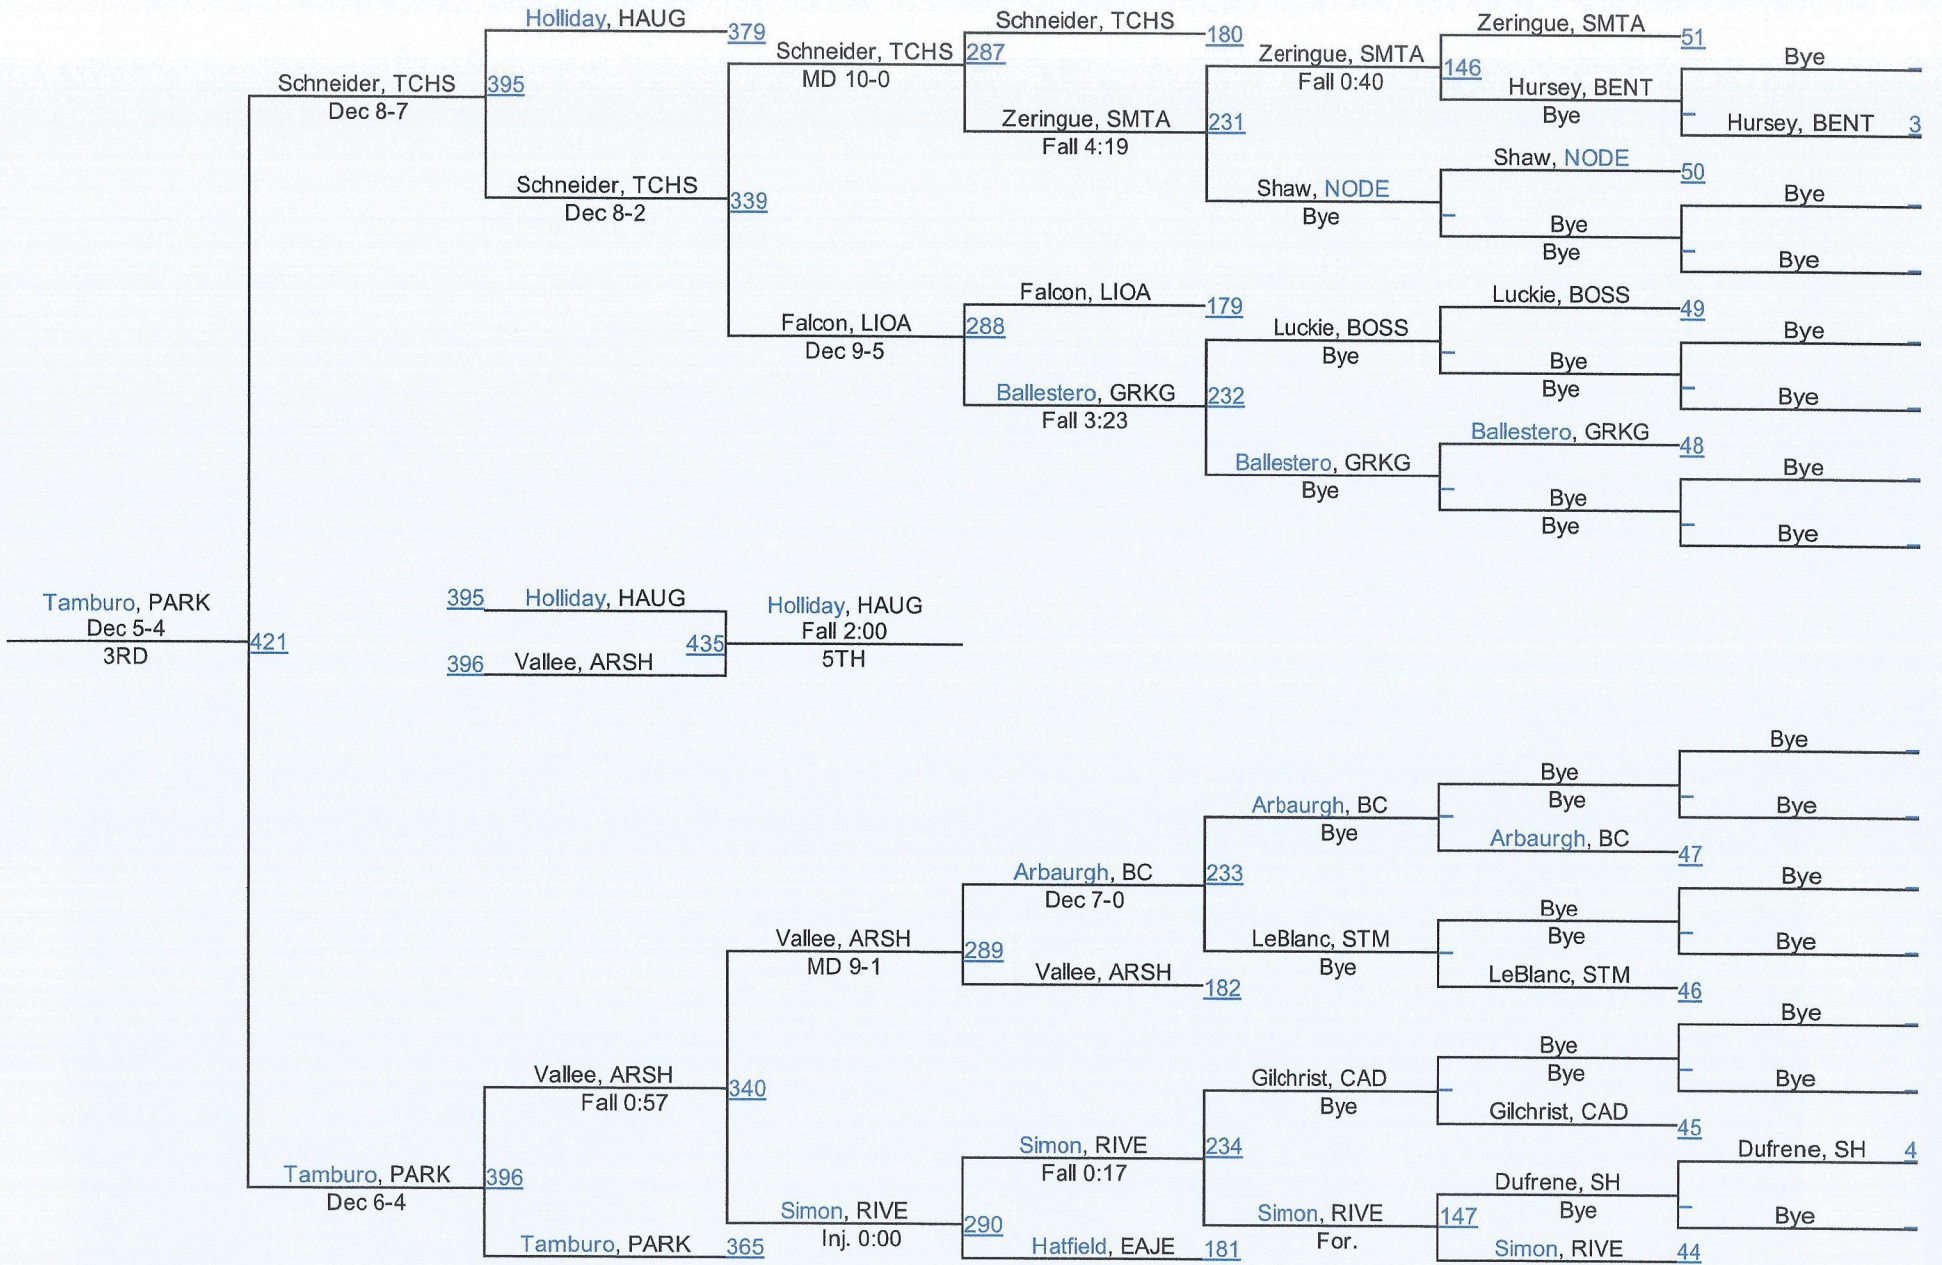 Holliday, HAUG
379
Schneider, TCHS
Dec 8-7
395
Schneider, TCHS
Dec 8-2
339
Schneider, TCHS
MD 10-0
287
Schneider, TCHS
180
Zeringue, SMTA
Fall 4:19
231
Zeringue, SMTA
Fall 0:40
146
Zeringue, SMTA
51
Hursey, BENT
Bye
Bye
Hursey, BENT
3
Shaw, NODE
Bye
Shaw, NODE
50
Bye
Bye
Bye
Bye
Falcon, LIOA
Dec 9-5
288
Falcon, LIOA
179
Ballestero, GRKG
Fall 3:23
232
Luckie, BOSS
Bye
Luckie, BOSS
49
Bye
Bye
Bye
Bye
Ballestero, GRKG
Bye
Ballestero, GRKG
48
Bye
Bye
Bye
Bye
Tamburo, PARK
Dec 5-4
3RD
421
395
Holliday, HAUG
396
Vallee, ARSH
435
Holliday, HAUG
Fall 2:00
5TH
Tamburo, PARK
Dec 6-4
396
Vallee, ARSH
Fall 0:57
340
Vallee, ARSH
MD 9-1
289
Arbaurgh, BC
Dec 7-0
233
Arbaurgh, BC
Bye
Bye
Bye
Bye
Bye
Arbaurgh, BC
47
LeBlanc, STM
Bye
Bye
Bye
Bye
Bye
LeBlanc, STM
46
Vallee, ARSH
182
Simon, RIVE
Inj. 0:00
290
Simon, RIVE
Fall 0:17
234
Gilchrist, CAD
Bye
Bye
Bye
Bye
Bye
Gilchrist, CAD
45
Simon, RIVE
For.
147
Dufrene, SH
Bye
Dufrene, SH
4
Bye
Simon, RIVE
44
Hatfield, EAJE
181
Tamburo, PARK
365